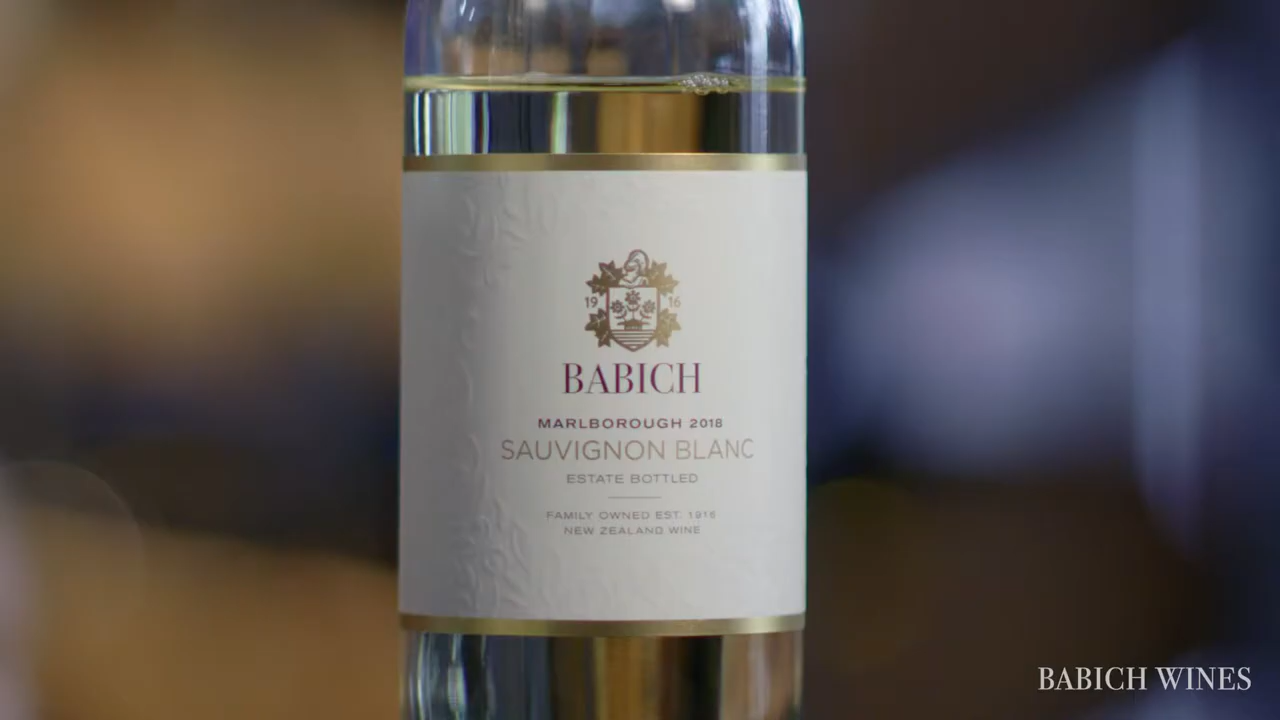 19 16
BABICH
MARLBOROUGH 2018
SAUVIGNON BLANC
ESTATE BOTTLED
FAMILY OWNED EST. 1916
NEW ZEALAND WINE
BABICH WINES